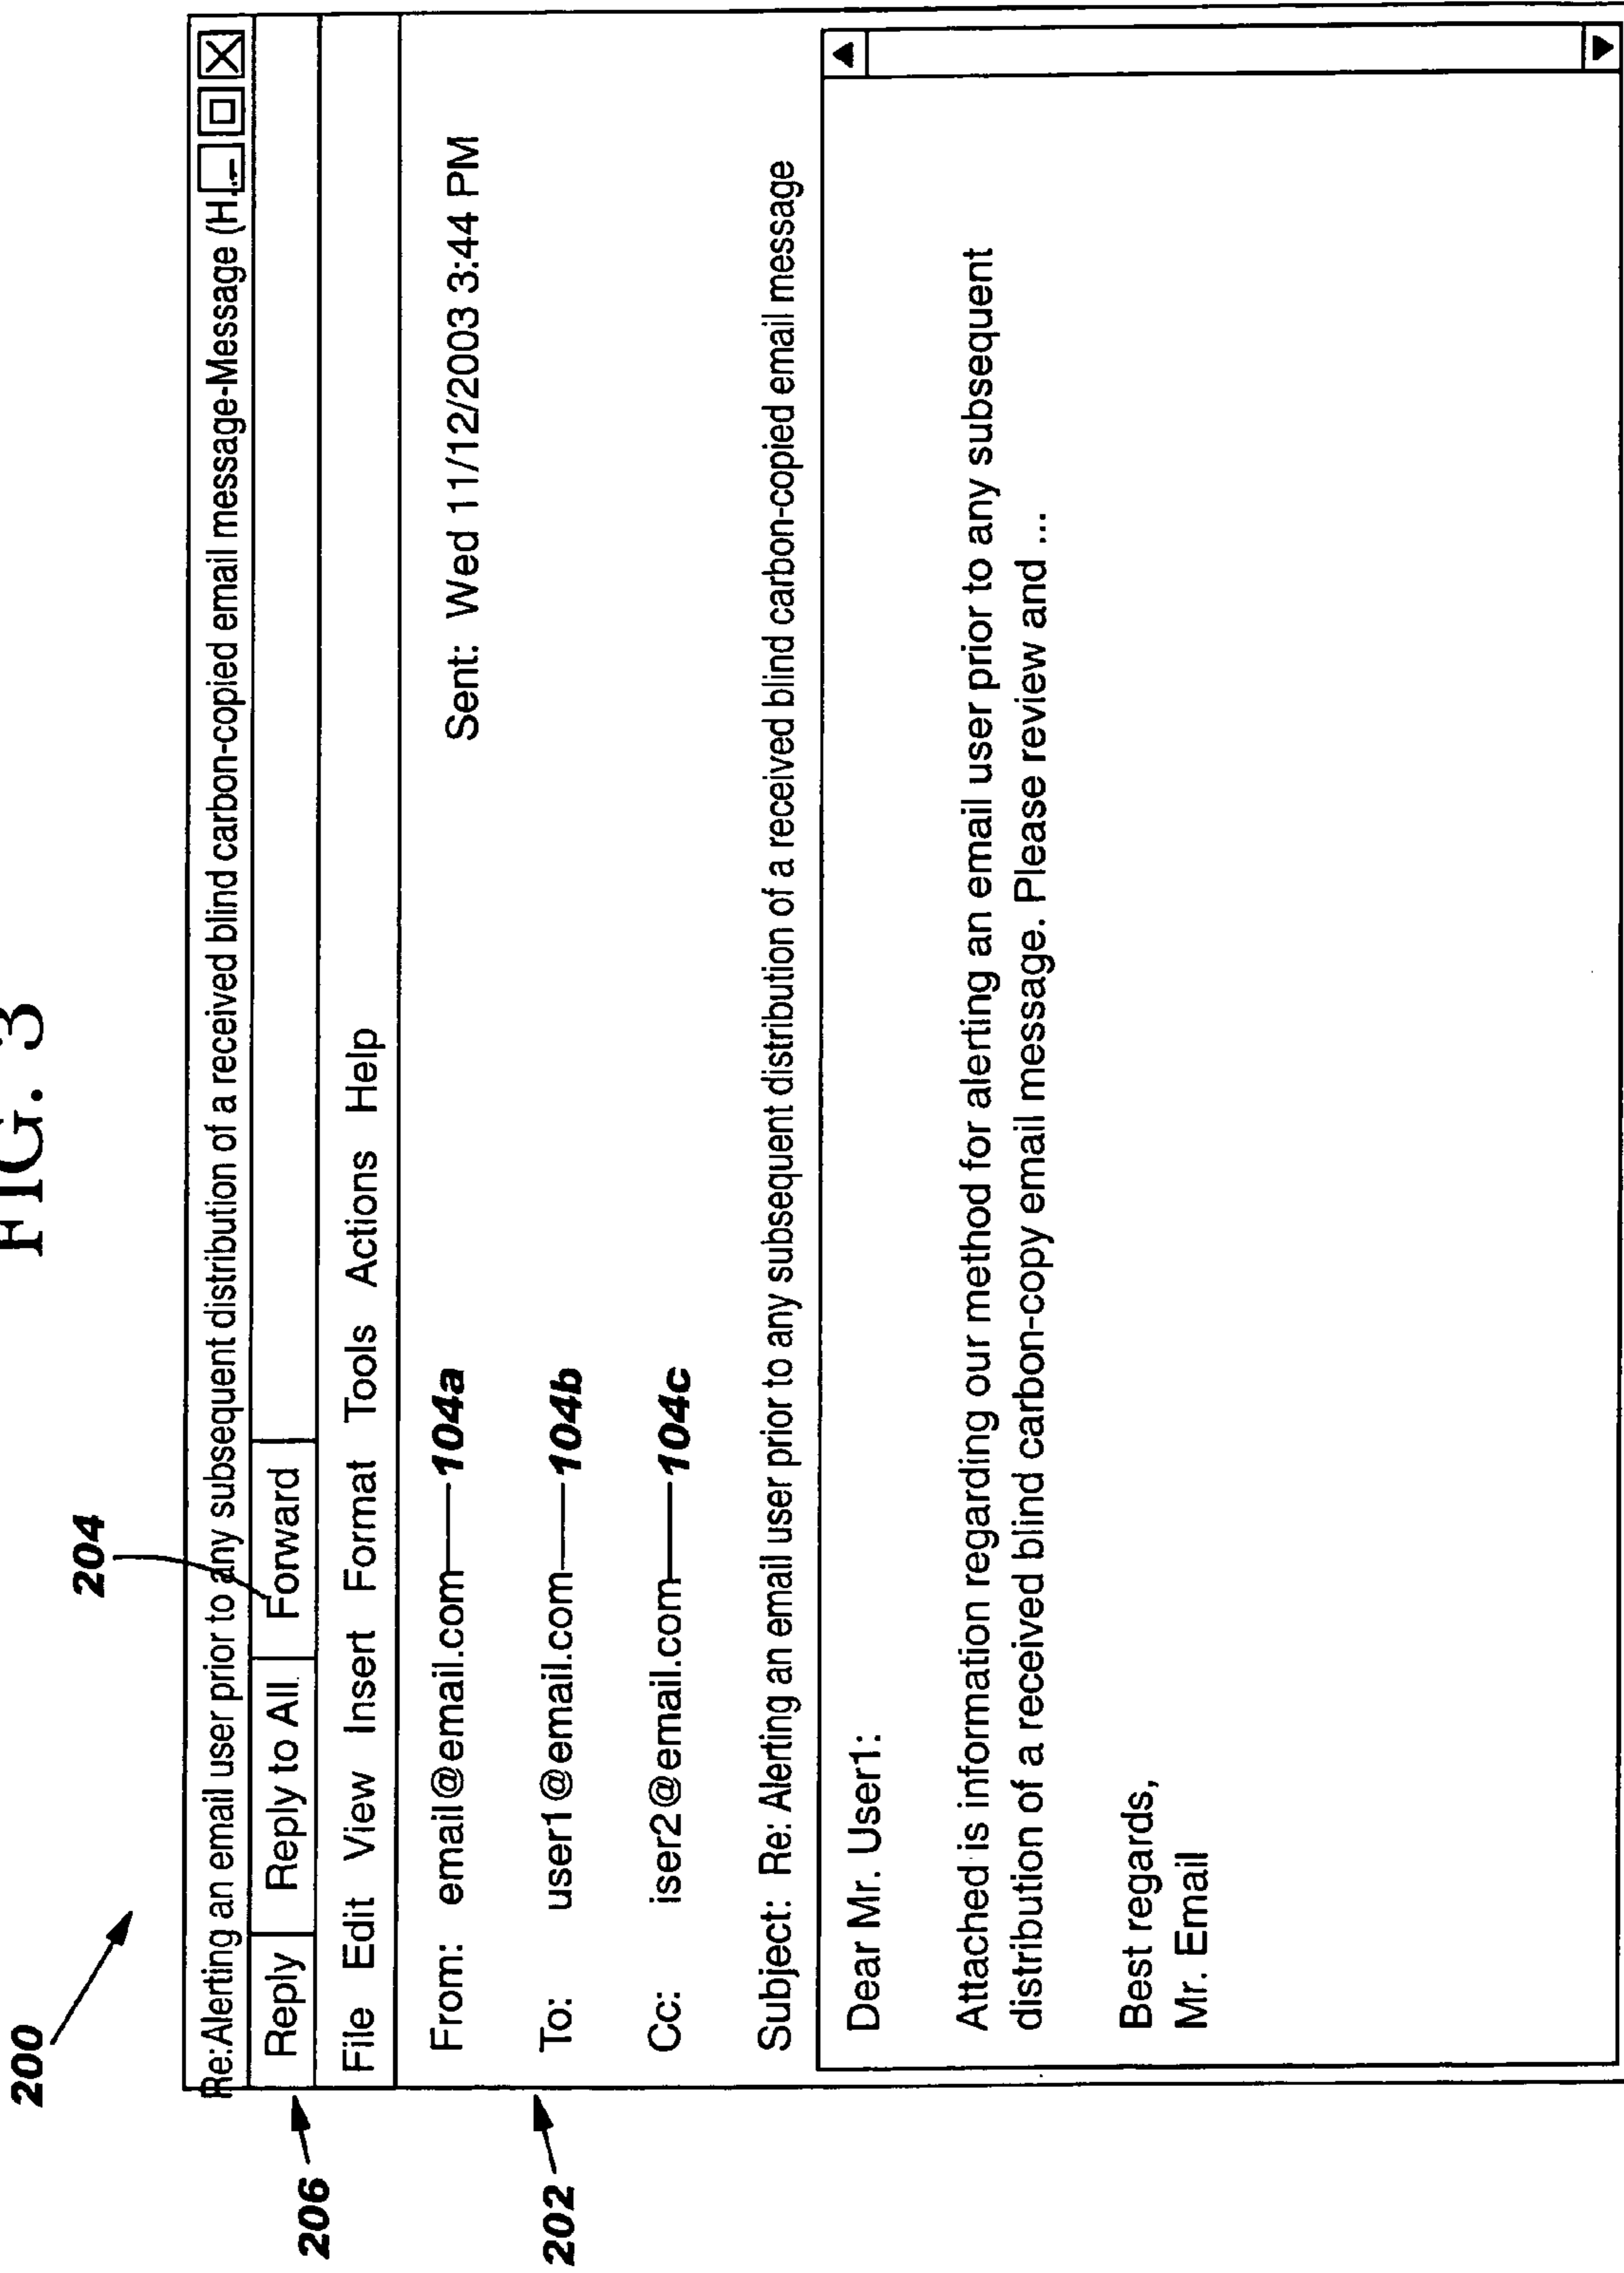 FIG. 3
200
204
Re:Alerting an email user prior to any subsequent distribution of a received blind carbon-copied email message-Message (H...
206
Reply Reply to All Forward
File Edit View Insert Format Tools Actions Help
202
From: email@email.com 104a Sent: Wed 11/12/2003 3:44 PM
To: user1@email.com 104b
Cc: iser2@email.com 104c
Subject: Re: Alerting an email user prior to any subsequent distribution of a received blind carbon-copied email message
Dear Mr. User1:
Attached is information regarding our method for alerting an email user prior to any subsequent
distribution of a received blind carbon-copy email message. Please review and ...
Best regards,
Mr. Email